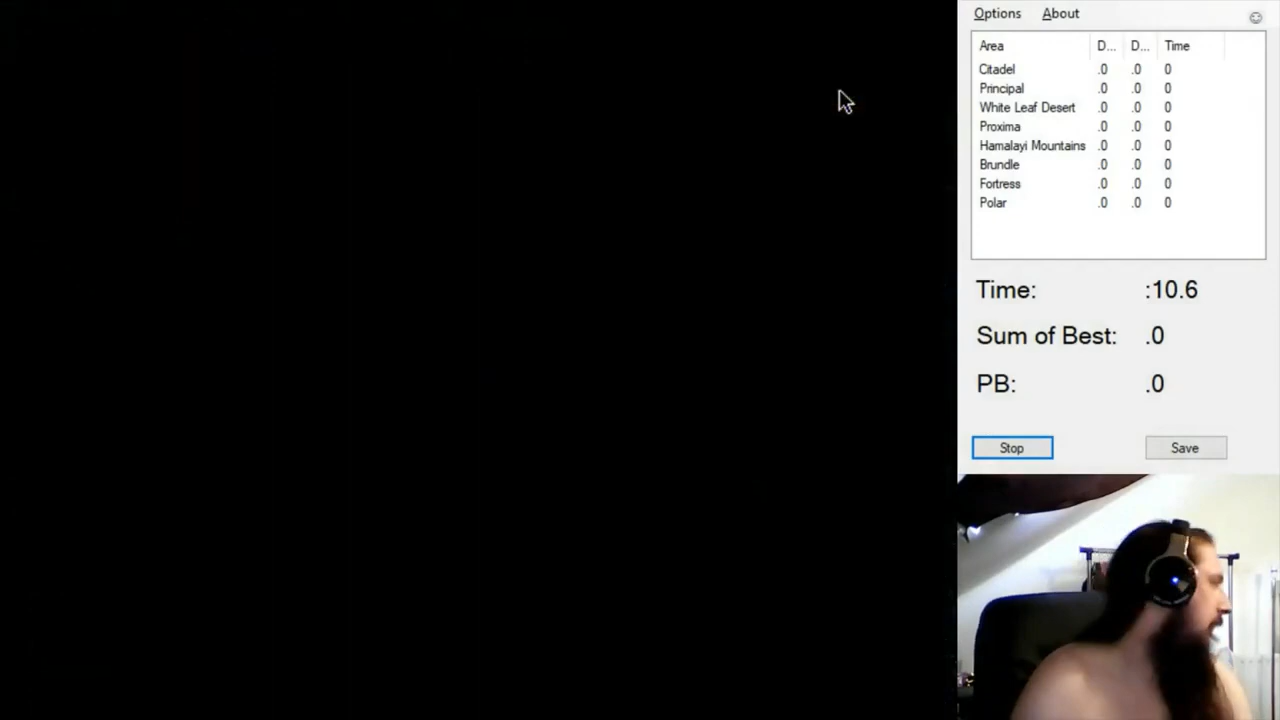 Options About
Area D... D... Time
Citadel .0 .0 0
Principal .0 .0 0
White Leaf Desert .0 .0 0
Proxima .0 .0 0
Hamalayi Mountains .0 .0 0
Brundle .0 .0 0
Fortress .0 .0 0
Polar .0 .0 0
Time: :10.6
Sum of Best: .0
PB: .0
Stop Save